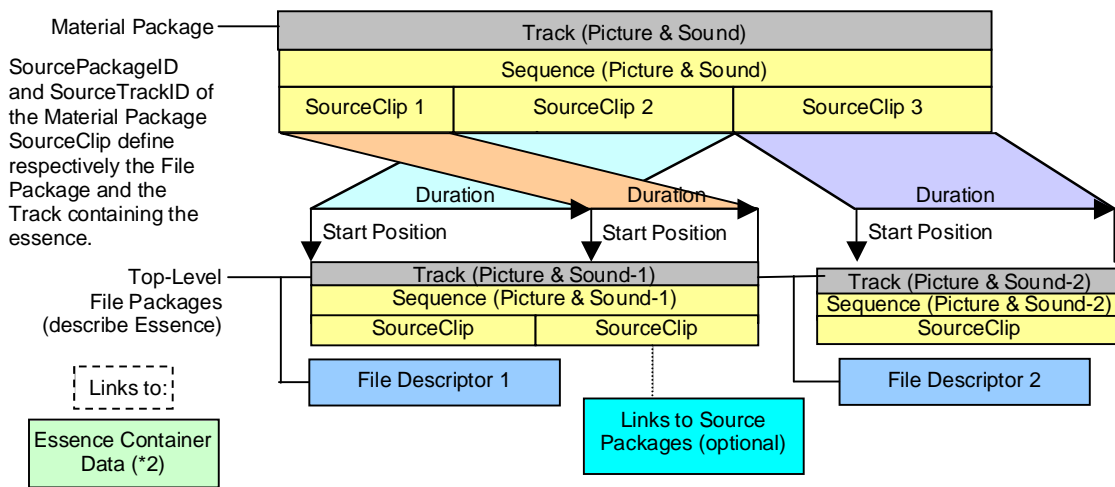 Material Package
Track (Picture & Sound)
Sequence (Picture & Sound)
SourceClip 1
SourceClip 2
SourceClip 3
SourcePackageID
and SourceTrackID of
the Material Package
SourceClip define
respectively the File
Package and the
Track containing the
essence.
Duration
Duration
Duration
Start Position
Start Position
Start Position
Top-Level
File Packages
(describe Essence)
Track (Picture & Sound-1)
Sequence (Picture & Sound-1)
SourceClip
SourceClip
Track (Picture & Sound-2)
Sequence (Picture & Sound-2)
SourceClip
File Descriptor 1
File Descriptor 2
Links to:
Essence Container
Data (*2)
Links to Source
Packages (optional)